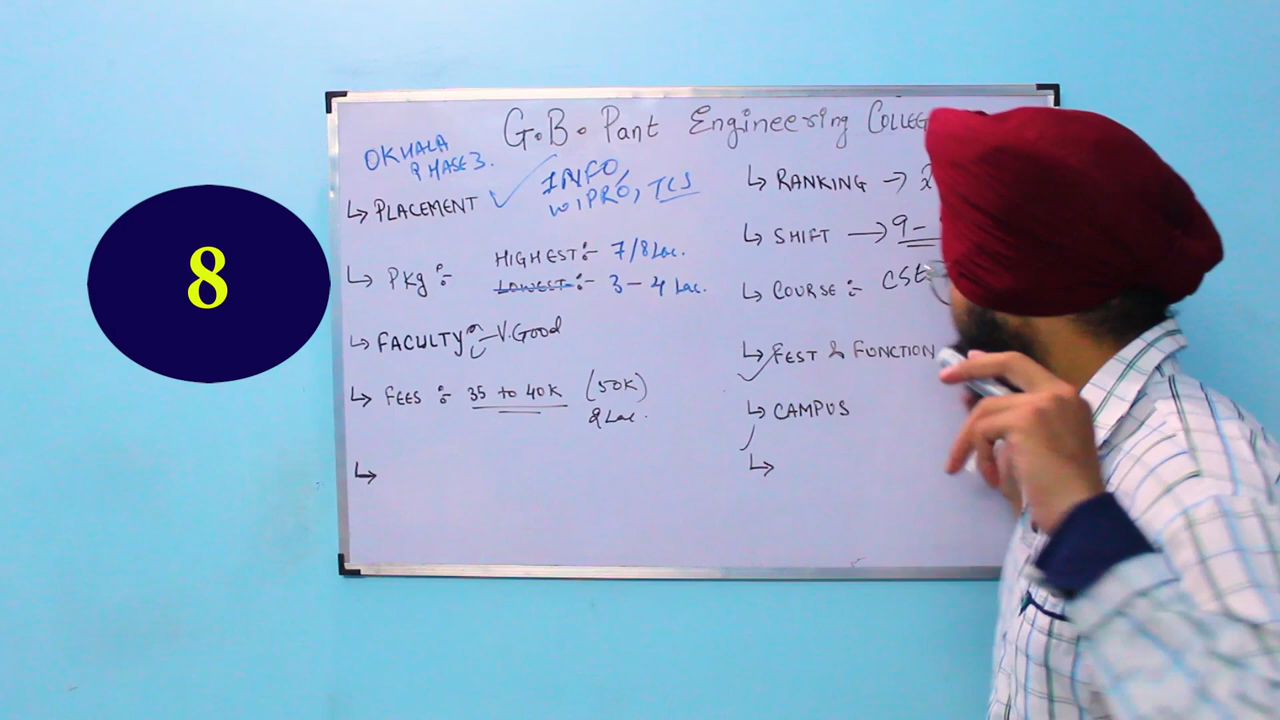 8
G.B. Pant Engineering COLLEG
OKHALA
PHASE 3.
↳ PLACEMENT ✓ INFO,
WIPRO, TCS
↳ PKg :- HIGHEST :- 7/8 Lac.
LOWEST :- 3 - 4 Lac.
↳ FACULTY :- V. Good
↳ FEES :- 35 to 40K (50K)
2 Lac.
↳
↳ RANKING →
↳ SHIFT → 9 -
↳ COURSE :- CSE
↳ FEST & FUNCTION
↳ CAMPUS
↳